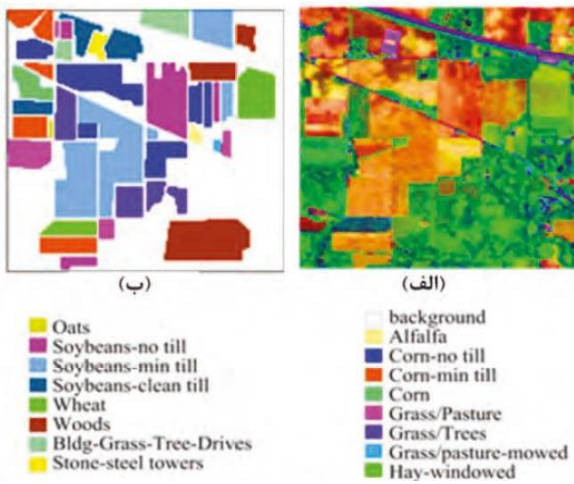 (ب)
(الف)
Oats
Soybeans-no till
Soybeans-min till
Soybeans-clean till
Wheat
Woods
Bldg-Grass-Tree-Drives
Stone-steel towers
background
Alfalfa
Corn-no till
Corn-min till
Corn
Grass/Pasture
Grass/Trees
Grass/pasture-mowed
Hay-windowed